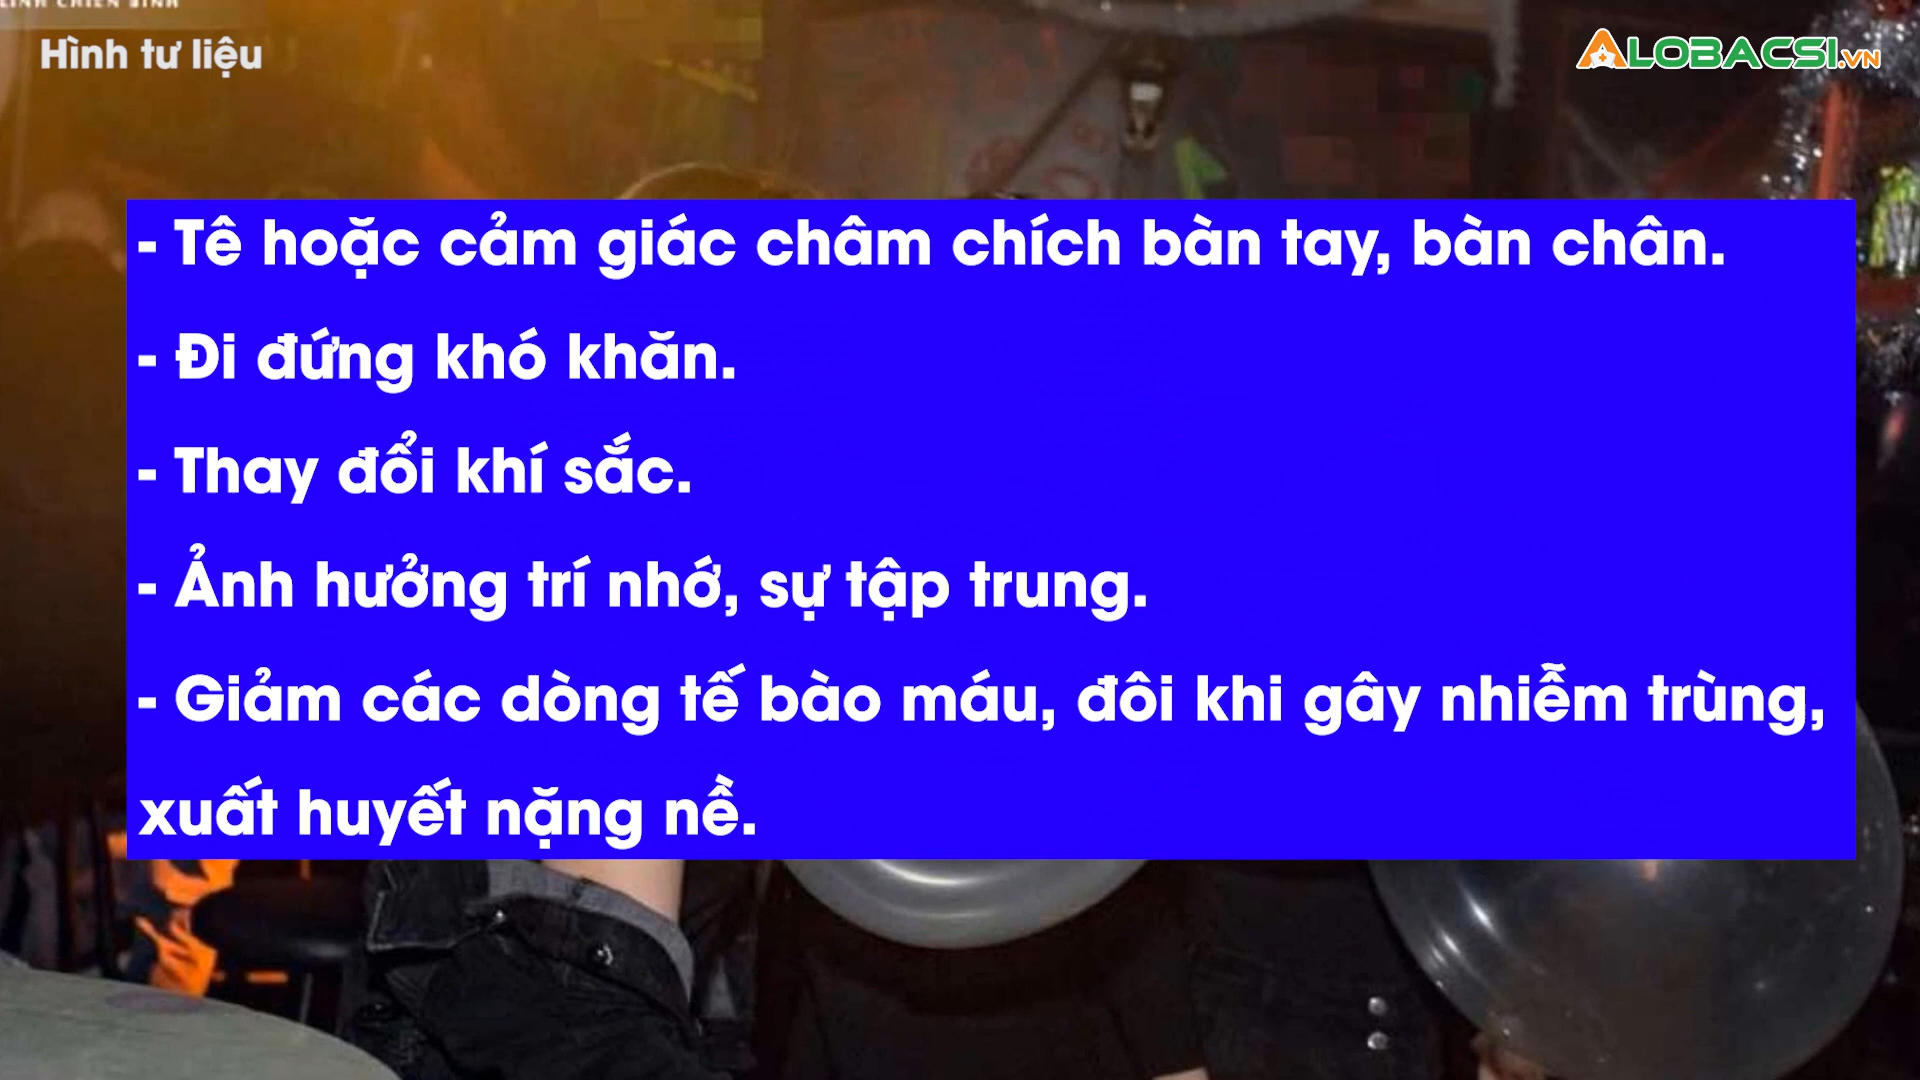 Hình tư liệu
ALOBACSI.VN
- Tê hoặc cảm giác châm chích bàn tay, bàn chân.
- Đi đứng khó khăn.
- Thay đổi khí sắc.
- Ảnh hưởng trí nhớ, sự tập trung.
- Giảm các dòng tế bào máu, đôi khi gây nhiễm trùng,
xuất huyết nặng nề.